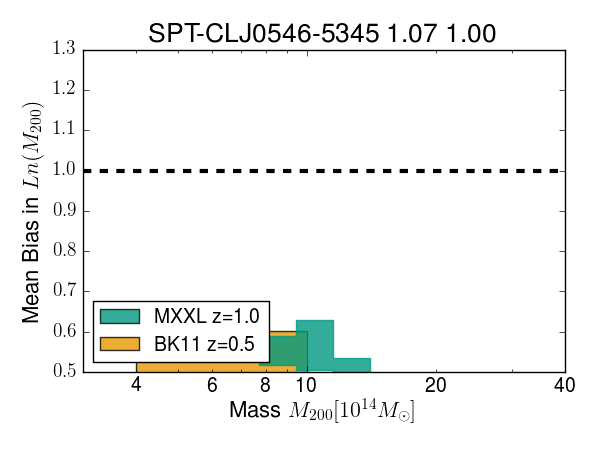 SPT-CLJ0546-5345 1.07 1.00
1.3
1.2
1.1
1.0
0.9
0.8
0.7
0.6
0.5
Mean Bias in Ln(M₂₀₀)
MXXL z=1.0
BK11 z=0.5
4 6 8 10 20 40
Mass M₂₀₀[10¹⁴M☉]